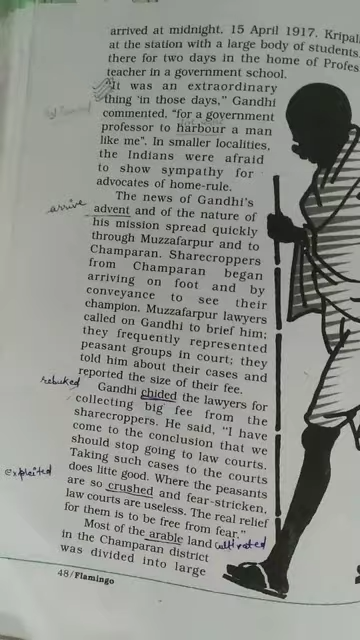 arrived at midnight, 15 April 1917. Kripal
at the station with a large body of students.
there for two days in the home of Profes
teacher in a government school.
"It was an extraordinary
thing 'in those days," Gandhi
commented, "for a government
professor to harbour a man
like me". In smaller localities,
the Indians were afraid
to show sympathy for
advocates of home-rule.
The news of Gandhi's
arrive
advent and of the nature of
his mission spread quickly
through Muzzafarpur and to
Champaran. Sharecroppers
from Champaran began
arriving on foot and by
conveyance to see their
champion. Muzzafarpur lawyers
called on Gandhi to brief him;
they frequently represented
peasant groups in court; they
told him about their cases and
reported the size of their fee.
rebuked
Gandhi chided the lawyers for
collecting big fee from the
sharecroppers. He said, "I have
come to the conclusion that we
should stop going to law courts.
Taking such cases to the courts
does litte good. Where the peasants
exploited
are so crushed and fear-stricken,
law courts are useless. The real relief
for them is to be free from fear."
Most of the arable land cultivated
in the Champaran district
was divided into large
48/Flamingo